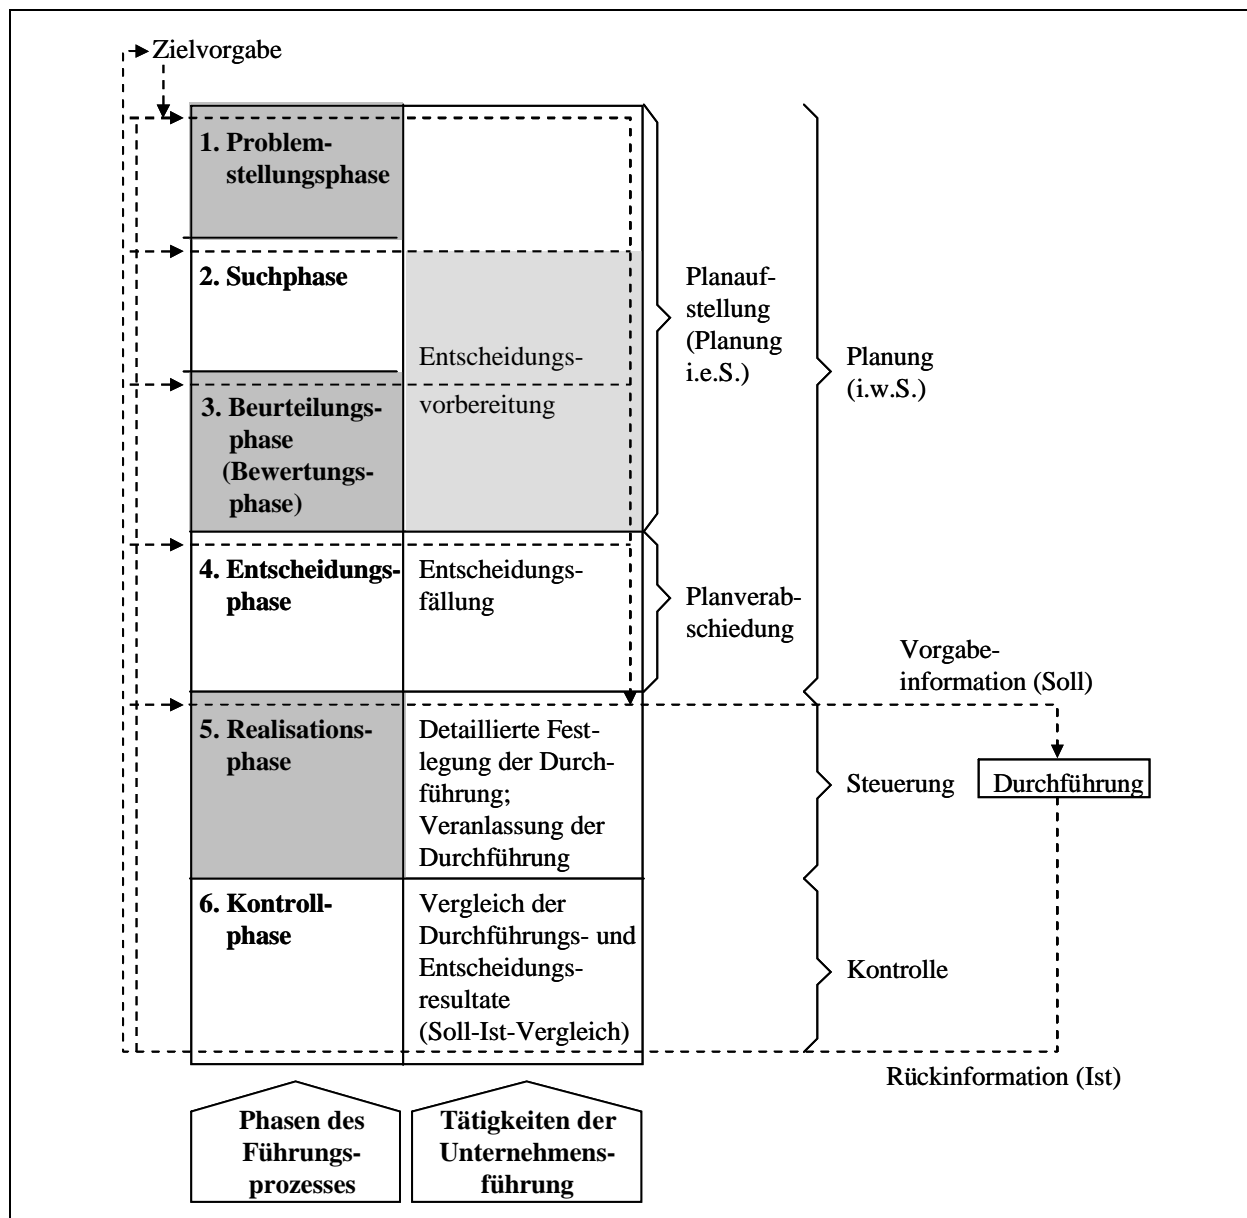 Zielvorgabe
1. Problem-
stellungsphase
2. Suchphase
Entscheidungs-
vorbereitung
3. Beurteilungs-
phase
(Bewertungs-
phase)
4. Entscheidungs-
phase
Entscheidungs-
fällung
Planauf-
stellung
(Planung
i.e.S.)
Planung
(i.w.S.)
Planverab-
schiedung
Vorgabe-
information (Soll)
5. Realisations-
phase
Detaillierte Fest-
legung der Durch-
führung;
Veranlassung der
Durchführung
Steuerung
Durchführung
6. Kontroll-
phase
Vergleich der
Durchführungs- und
Entscheidungs-
resultate
(Soll-Ist-Vergleich)
Kontrolle
Rückinformation (Ist)
Phasen des
Führungs-
prozesses
Tätigkeiten der
Unternehmens-
führung